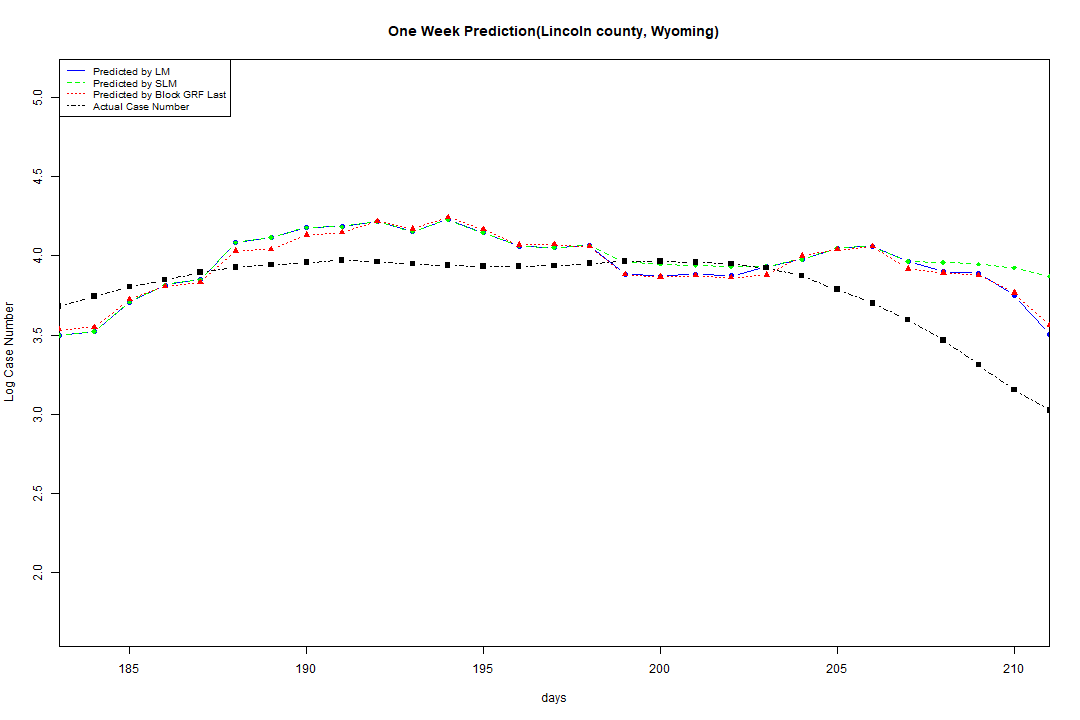 One Week Prediction(Lincoln county, Wyoming)
Predicted by LM
Predicted by SLM
Predicted by Block GRF Last
Actual Case Number
5.0
4.5
4.0
3.5
3.0
2.5
2.0
Log Case Number
185 190 195 200 205 210
days